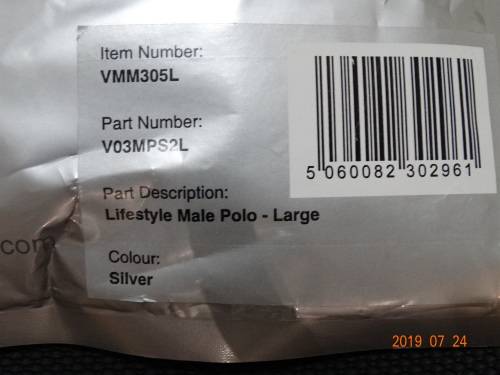 Item Number:
VMM305L
Part Number:
V03MPS2L
Part Description:
Lifestyle Male Polo - Large
Colour:
Silver
5 060082 302961
.com
2019 07 24